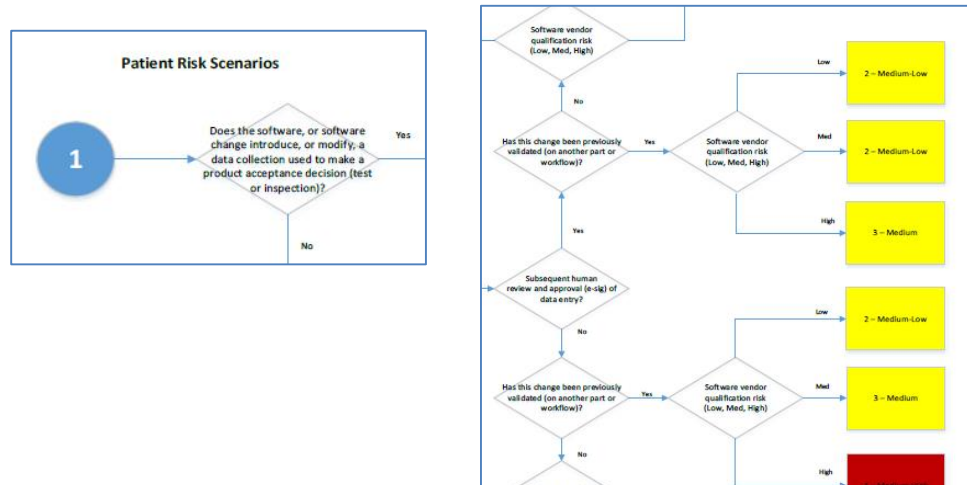 Patient Risk Scenarios
1
Does the software, or software
change introduce, or modify, a
data collection used to make a
product acceptance decision (test
or inspection)?
Yes
No
Software vendor
qualification risk
(Low, Med, High)
No
Has this change been previously
validated (on another part or
workflow)?
Yes
Software vendor
qualification risk
(Low, Med, High)
Low
2 – Medium-Low
Med
2 – Medium-Low
High
3 – Medium
Yes
Subsequent human
review and approval (e-sig) of
data entry?
No
Has this change been previously
validated (on another part or
workflow)?
Yes
Software vendor
qualification risk
(Low, Med, High)
Low
2 – Medium-Low
Med
3 – Medium
High
No